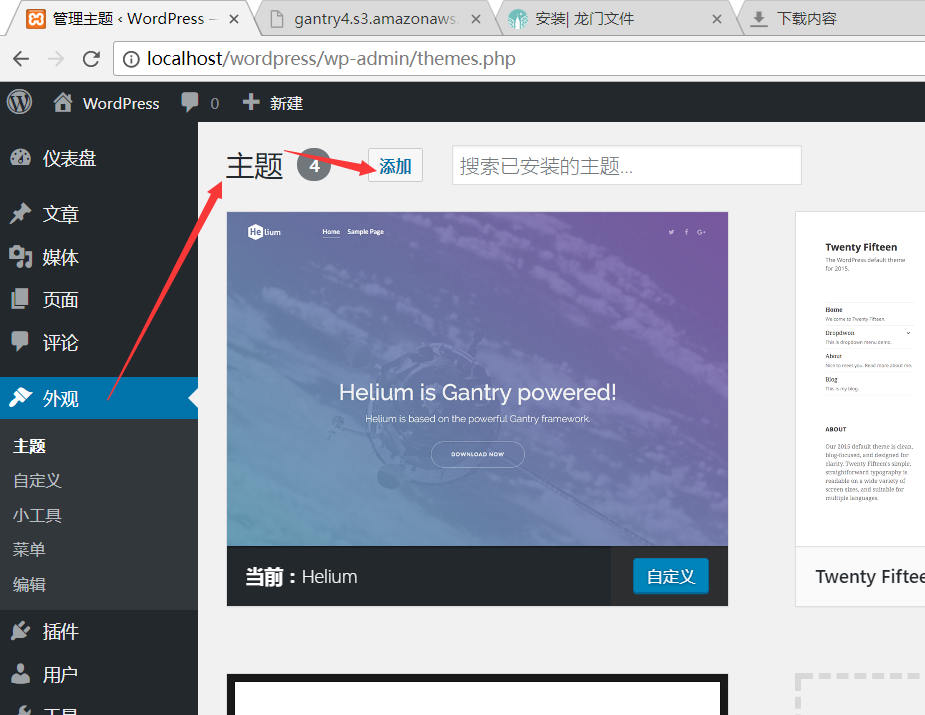 管理主题 ‹ WordPress –
gantry4.s3.amazonaws.
安装| 龙门文件
下载内容
localhost/wordpress/wp-admin/themes.php
WordPress
0
新建
仪表盘
文章
媒体
页面
评论
外观
主题
自定义
小工具
菜单
编辑
插件
用户
工具
主题 4
添加
搜索已安装的主题...
Helium
Home Sample Page
Helium is Gantry powered!
Helium is based on the powerful Gantry framework.
DOWNLOAD NOW
当前：Helium
自定义
Twenty Fifteen
The WordPress default theme
for 2015.
Home
Welcome to Twenty Fifteen.
Dropdwon
This is dropdown menu demo.
About
Nice to meet you. Read more about me.
Blog
This is my blog.
ABOUT
Our 2015 default theme is clean,
blog-focused, and designed for
clarity. Twenty Fifteen's simple,
straightforward typography is
readable on a wide variety of
screen sizes, and suitable for
multiple languages.
Twenty Fiftee